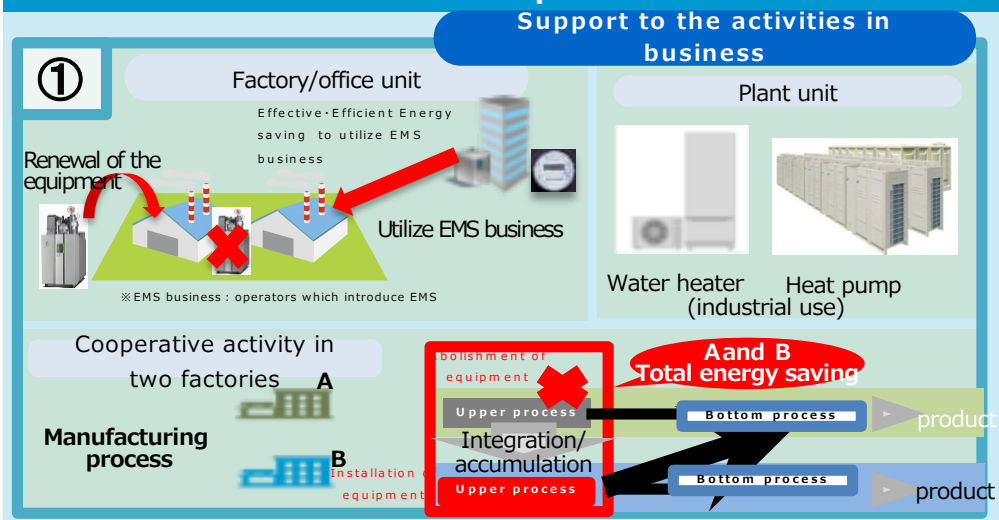 Support to the activities in
business
①
Factory/office unit
Effective・Efficient Energy
saving to utilize EMS
business
Renewal of the
equipment
Utilize EMS business
※EMS business : operators which introduce EMS
Plant unit
Water heater
Heat pump
(industrial use)
Cooperative activity in
two factories
A
Manufacturing
process
B
Abolishment of
equipment
Aand B
Total energy saving
Upper process
Bottom process
product
Integration/
accumulation
Installation of
equipment
Upper process
Bottom process
product